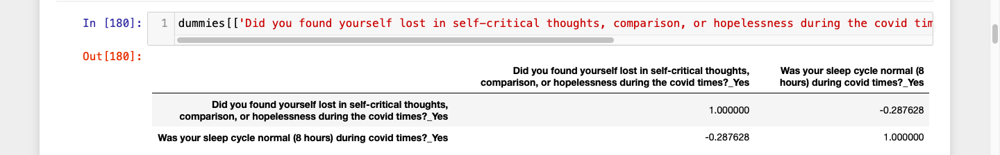 In [180]:
1 dummies[['Did you found yourself lost in self-critical thoughts, comparison, or hopelessness during the covid tim
Out[180]:
Did you found yourself lost in self-critical thoughts, Was your sleep cycle normal (8
comparison, or hopelessness during the covid times?_Yes hours) during covid times?_Yes
Did you found yourself lost in self-critical thoughts,
comparison, or hopelessness during the covid times?_Yes 1.000000 -0.287628
Was your sleep cycle normal (8 hours) during covid times?_Yes -0.287628 1.000000